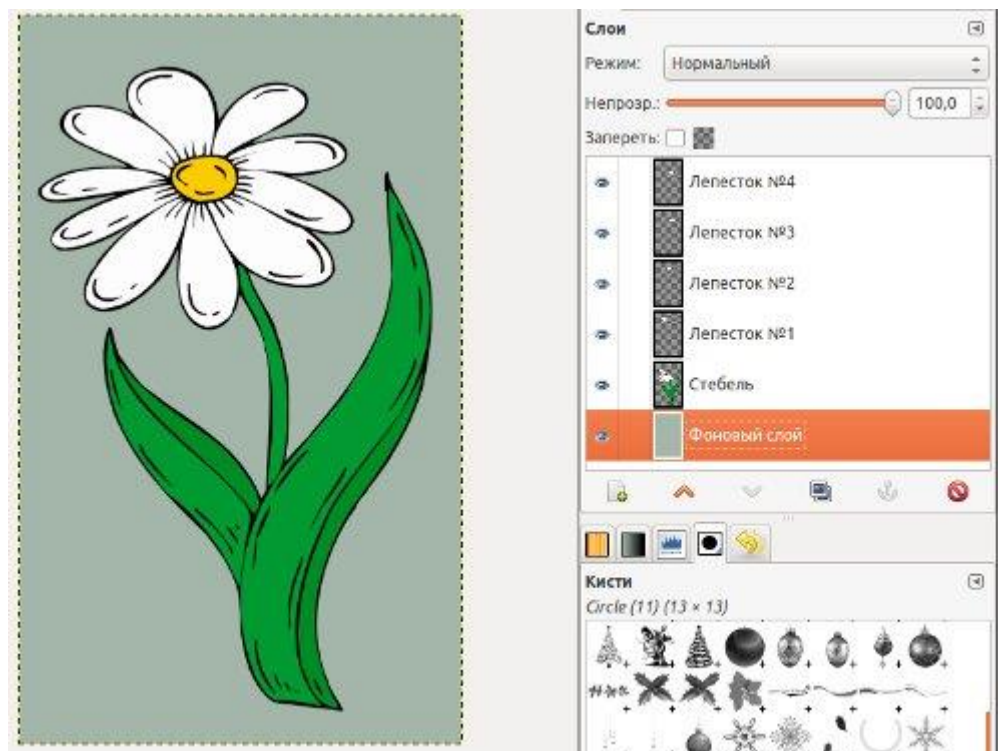 Слои
Режим: Нормальный
Непрозр.: 100,0
Запереть:
Лепесток №4
Лепесток №3
Лепесток №2
Лепесток №1
Стебель
Фоновый слой
Кисти
Circle (11) (13 × 13)